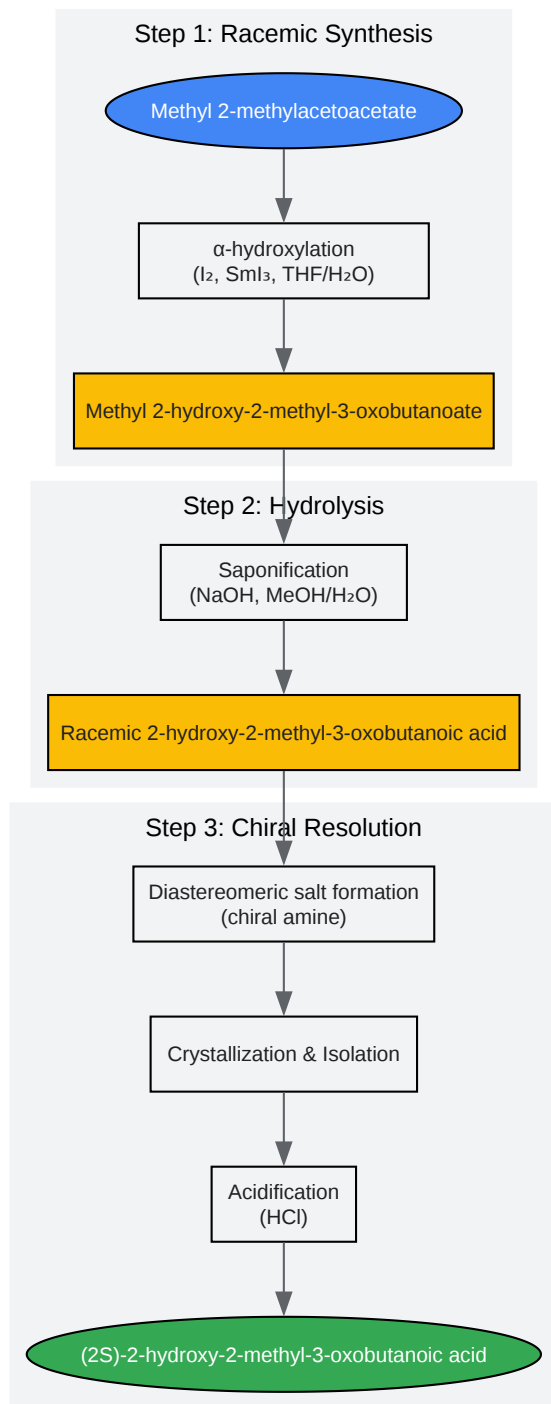 Step 1: Racemic Synthesis
Methyl 2-methylacetoacetate
α-hydroxylation
(I₂, SmI₃, THF/H₂O)
Methyl 2-hydroxy-2-methyl-3-oxobutanoate
Step 2: Hydrolysis
Saponification
(NaOH, MeOH/H₂O)
Racemic 2-hydroxy-2-methyl-3-oxobutanoic acid
Step 3: Chiral Resolution
Diastereomeric salt formation
(chiral amine)
Crystallization & Isolation
Acidification
(HCl)
(2S)-2-hydroxy-2-methyl-3-oxobutanoic acid